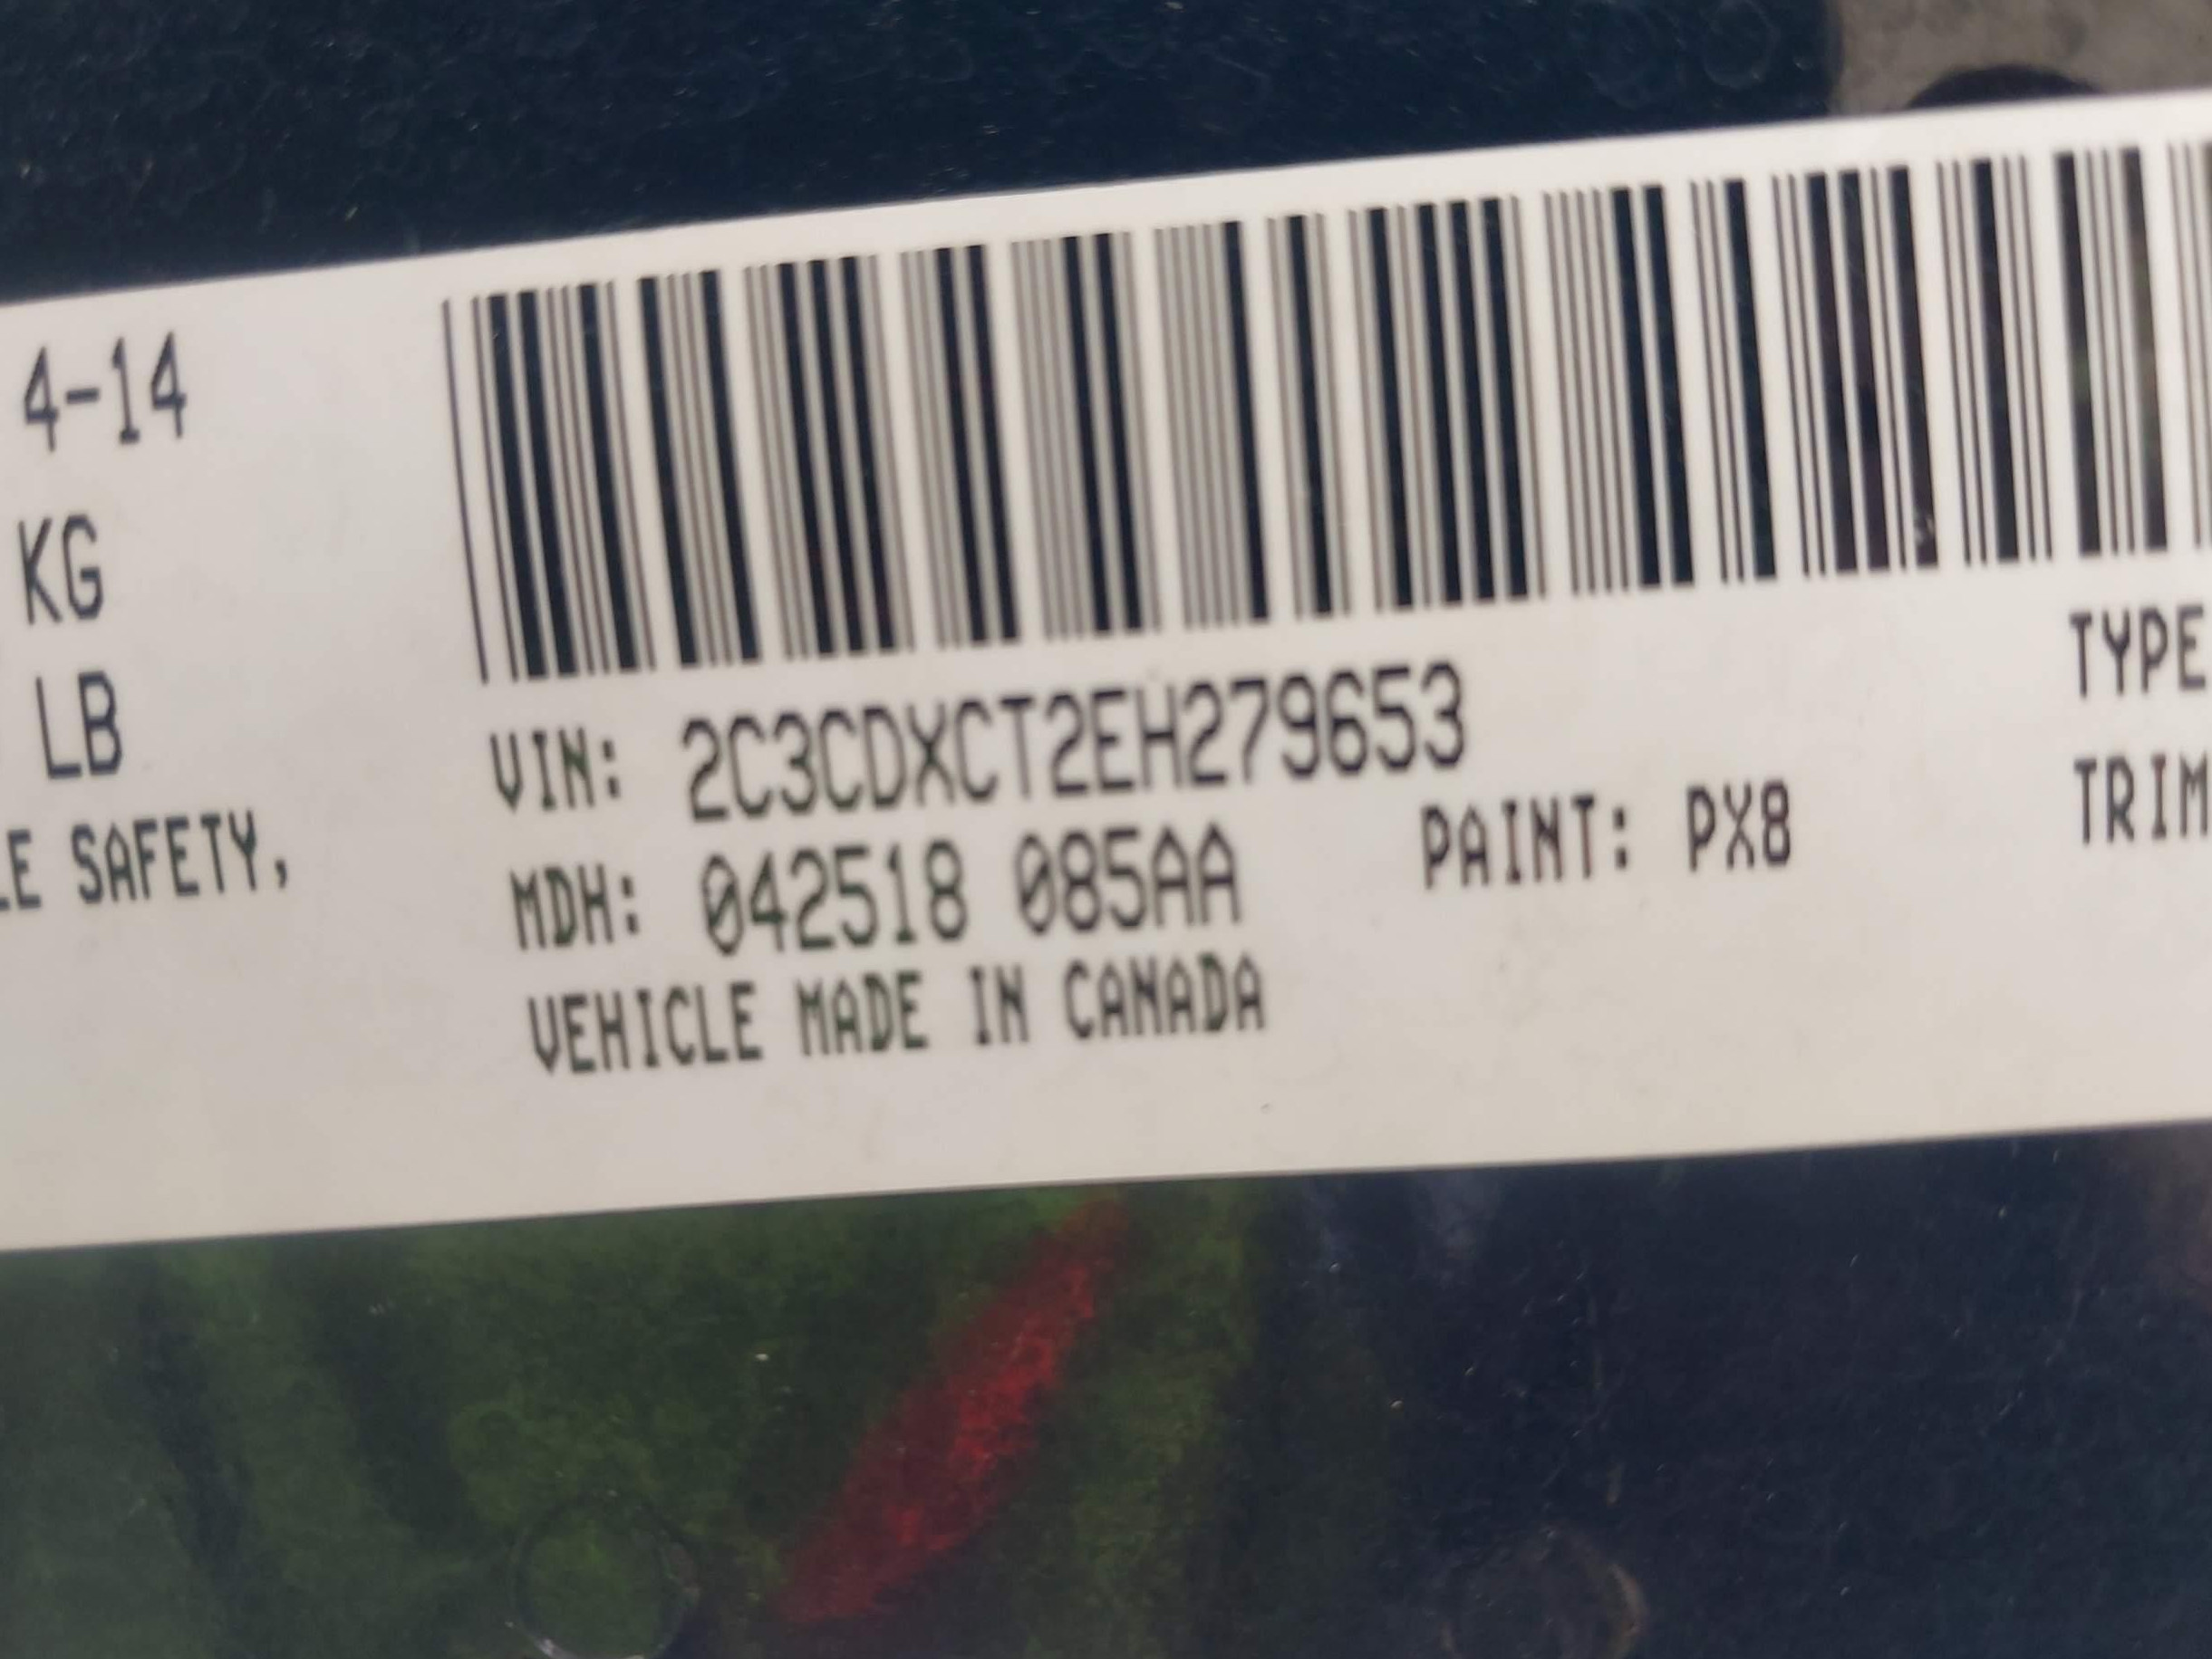 4-14
KG
LB
LE SAFETY,
VIN: 2C3CDXCT2EH279653
MDH: 042518 085AA
PAINT: PX8
VEHICLE MADE IN CANADA
TYPE
TRIM